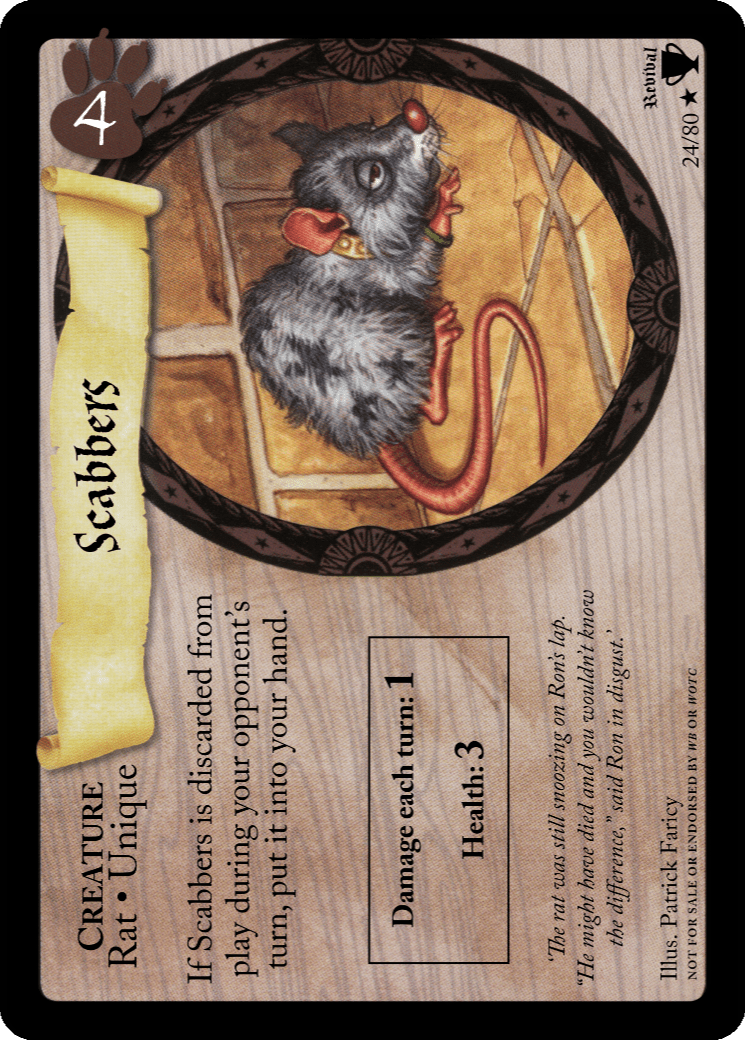 Scabbers
4
CREATURE
Rat • Unique
If Scabbers is discarded from
play during your opponent's
turn, put it into your hand.
Damage each turn: 1
Health: 3
'The rat was still snoozing on Ron's lap.
"He might have died and you wouldn't know
the difference," said Ron in disgust.'
Illus. Patrick Faricy
NOT FOR SALE OR ENDORSED BY WB OR WOTC
Revival
24/80 ★